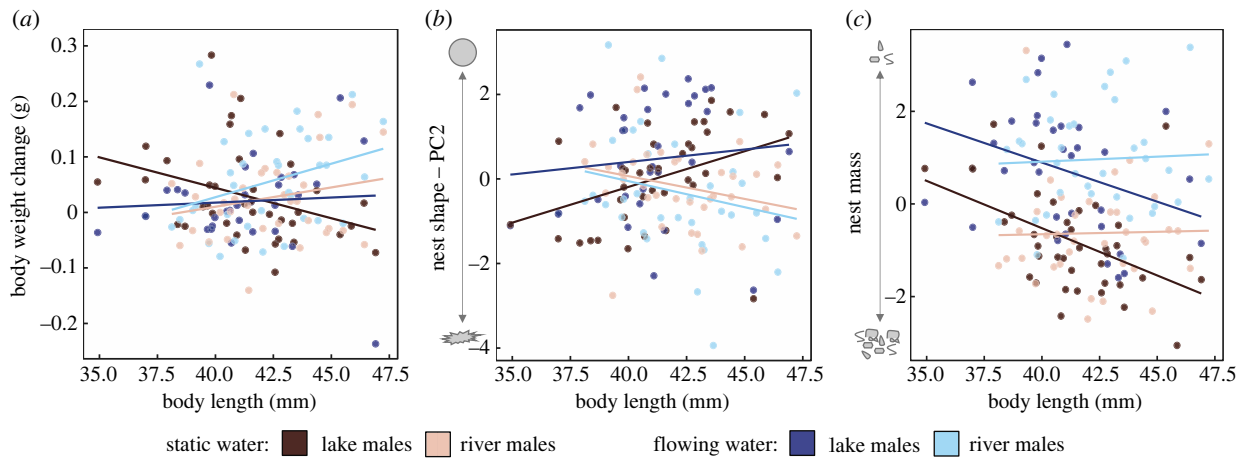 (a)
(b)
(c)
body weight change (g)
0.3
0.2
0.1
0
–0.1
–0.2
35.0 37.5 40.0 42.5 45.0 47.5
body length (mm)
nest shape – PC2
2
0
–2
–4
35.0 37.5 40.0 42.5 45.0 47.5
body length (mm)
nest mass
2
0
–2
35.0 37.5 40.0 42.5 45.0 47.5
body length (mm)
static water: lake males river males flowing water: lake males river males